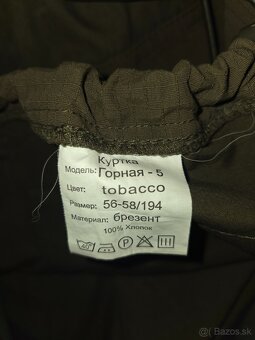 Куртка
Модель: Горная - 5
Цвет: tobacco
Размер: 56-58/194
Материал: брезент
100% Хлопок
© Bazos.sk